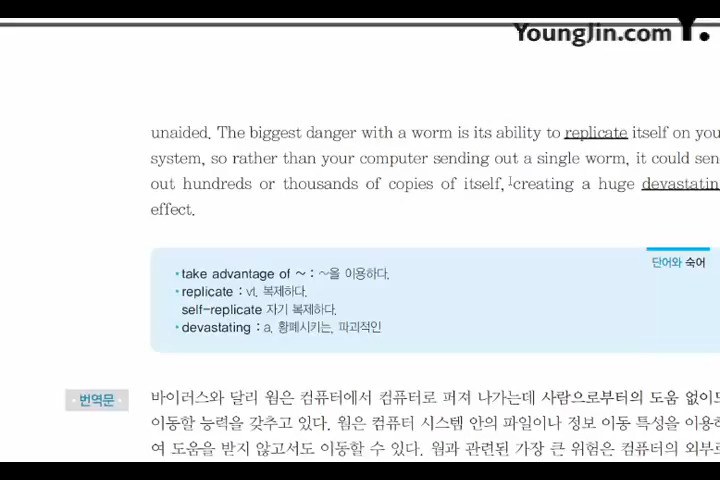 YoungJin.com Y.
unaided. The biggest danger with a worm is its ability to replicate itself on you
system, so rather than your computer sending out a single worm, it could sen
out hundreds or thousands of copies of itself, creating a huge devastatin
effect.
단어와 숙어
• take advantage of ~ : ~을 이용하다.
• replicate : vt. 복제하다.
self-replicate 자기 복제하다.
• devastating : a. 황폐시키는, 파괴적인
• 번역문 •
바이러스와 달리 웜은 컴퓨터에서 컴퓨터로 퍼져 나가는데 사람으로부터의 도움 없이도
이동할 능력을 갖추고 있다. 웜은 컴퓨터 시스템 안의 파일이나 정보 이동 특성을 이용하
여 도움을 받지 않고서도 이동할 수 있다. 웜과 관련된 가장 큰 위험은 컴퓨터의 외부로